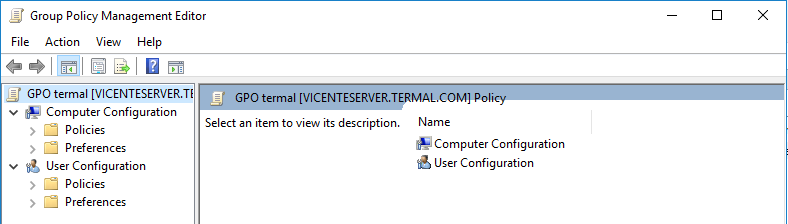 Group Policy Management Editor
File Action View Help
GPO termal [VICENTESERVER.TE
Computer Configuration
Policies
Preferences
User Configuration
Policies
Preferences
GPO termal [VICENTESERVER.TERMAL.COM] Policy
Select an item to view its description.
Name
Computer Configuration
User Configuration